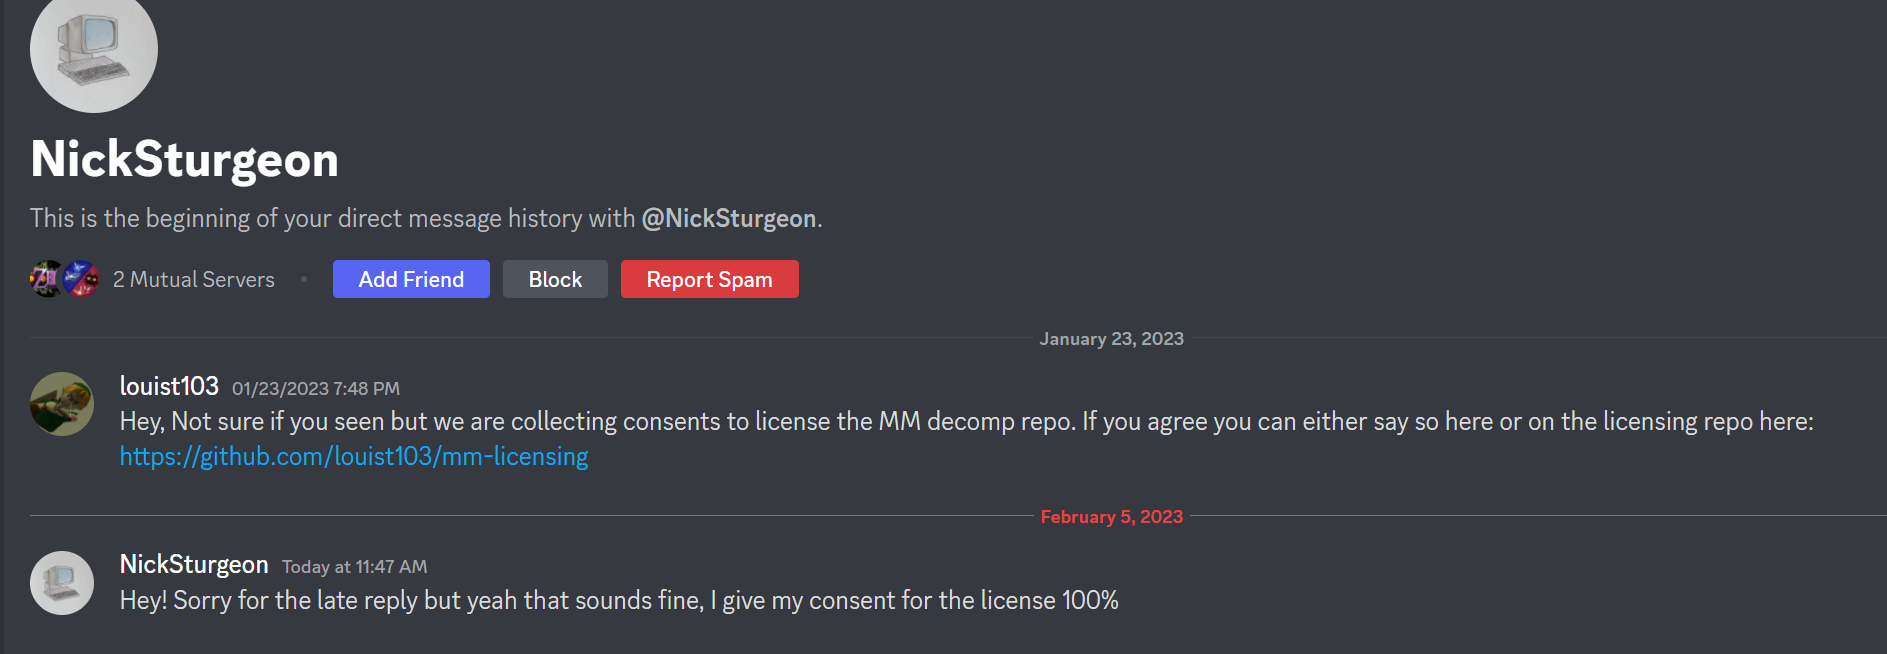 NickSturgeon
This is the beginning of your direct message history with @NickSturgeon.
2 Mutual Servers • Add Friend Block Report Spam
January 23, 2023
louist103 01/23/2023 7:48 PM
Hey, Not sure if you seen but we are collecting consents to license the MM decomp repo. If you agree you can either say so here or on the licensing repo here:
https://github.com/louist103/mm-licensing
February 5, 2023
NickSturgeon Today at 11:47 AM
Hey! Sorry for the late reply but yeah that sounds fine, I give my consent for the license 100%